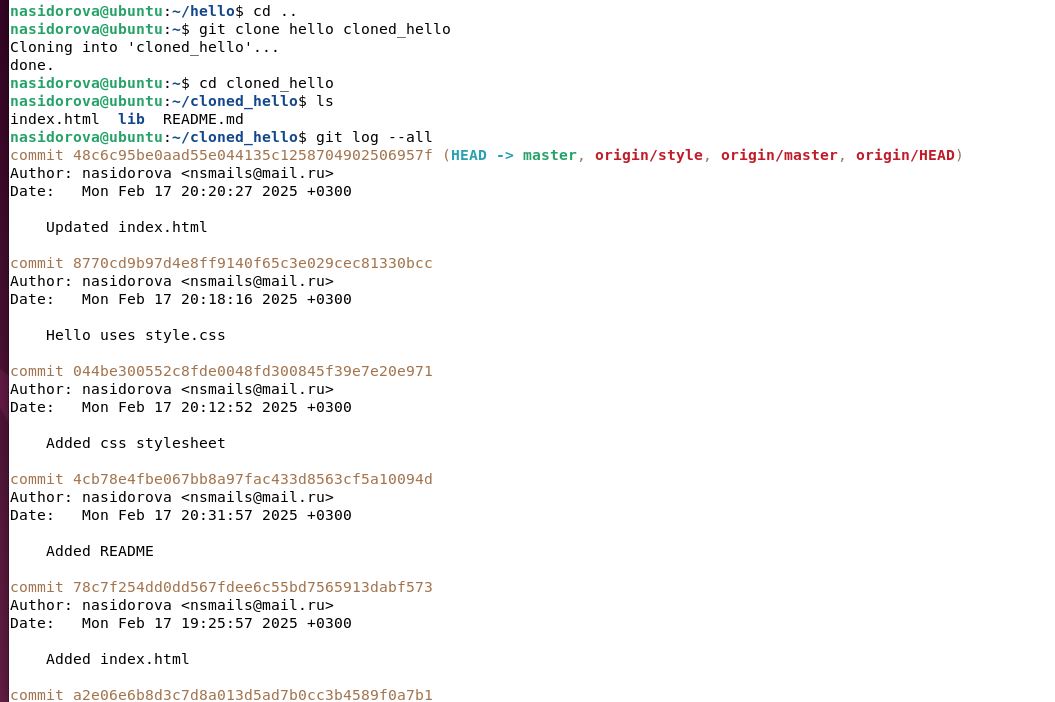 nasidorova@ubuntu:~/hello$ cd ..
nasidorova@ubuntu:~$ git clone hello cloned_hello
Cloning into 'cloned_hello'...
done.
nasidorova@ubuntu:~$ cd cloned_hello
nasidorova@ubuntu:~/cloned_hello$ ls
index.html  lib  README.md
nasidorova@ubuntu:~/cloned_hello$ git log --all
commit 48c6c95be0aad55e044135c1258704902506957f (HEAD -> master, origin/style, origin/master, origin/HEAD)
Author: nasidorova <nsmails@mail.ru>
Date:   Mon Feb 17 20:20:27 2025 +0300
    Updated index.html
commit 8770cd9b97d4e8ff9140f65c3e029cec81330bcc
Author: nasidorova <nsmails@mail.ru>
Date:   Mon Feb 17 20:18:16 2025 +0300
    Hello uses style.css
commit 044be300552c8fde0048fd300845f39e7e20e971
Author: nasidorova <nsmails@mail.ru>
Date:   Mon Feb 17 20:12:52 2025 +0300
    Added css stylesheet
commit 4cb78e4fbe067bb8a97fac433d8563cf5a10094d
Author: nasidorova <nsmails@mail.ru>
Date:   Mon Feb 17 20:31:57 2025 +0300
    Added README
commit 78c7f254dd0dd567fdee6c55bd7565913dabf573
Author: nasidorova <nsmails@mail.ru>
Date:   Mon Feb 17 19:25:57 2025 +0300
    Added index.html
commit a2e06e6b8d3c7d8a013d5ad7b0cc3b4589f0a7b1